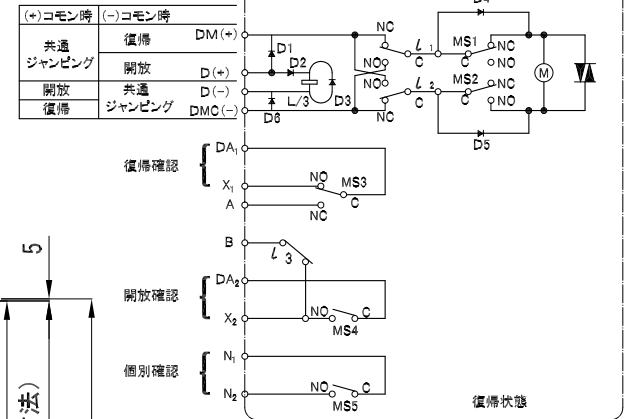 (+)コモン時 (-)コモン時
共通
ジャンピング
復帰
開放
開放
復帰
共通
ジャンピング
DM(+)
D(+)
D(-)
DMC(-)
D1
D2
D3
D6
L/3
NC
NO
NO
NC
l 1
C
l 2
C
MS1
NC
NO
C
MS2
NC
NO
C
D5
M
復帰確認
DA1
X1
A
NO
MS3
C
NC
B
l 3
開放確認
DA2
X2
NO
C
MS4
個別確認
N1
N2
NO
C
MS5
復帰状態
5
法)